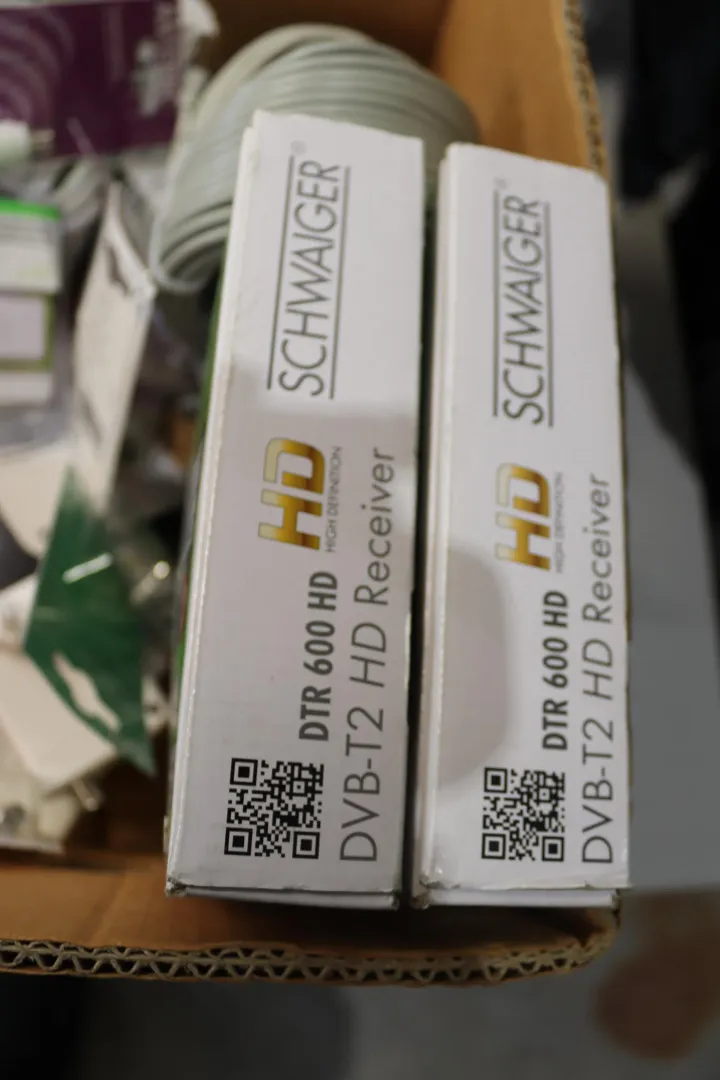 SCHWAIGER®
HD
HIGH DEFINITION
DTR 600 HD
DVB-T2 HD Receiver
SCHWAIGER®
HD
HIGH DEFINITION
DTR 600 HD
DVB-T2 HD Receiver